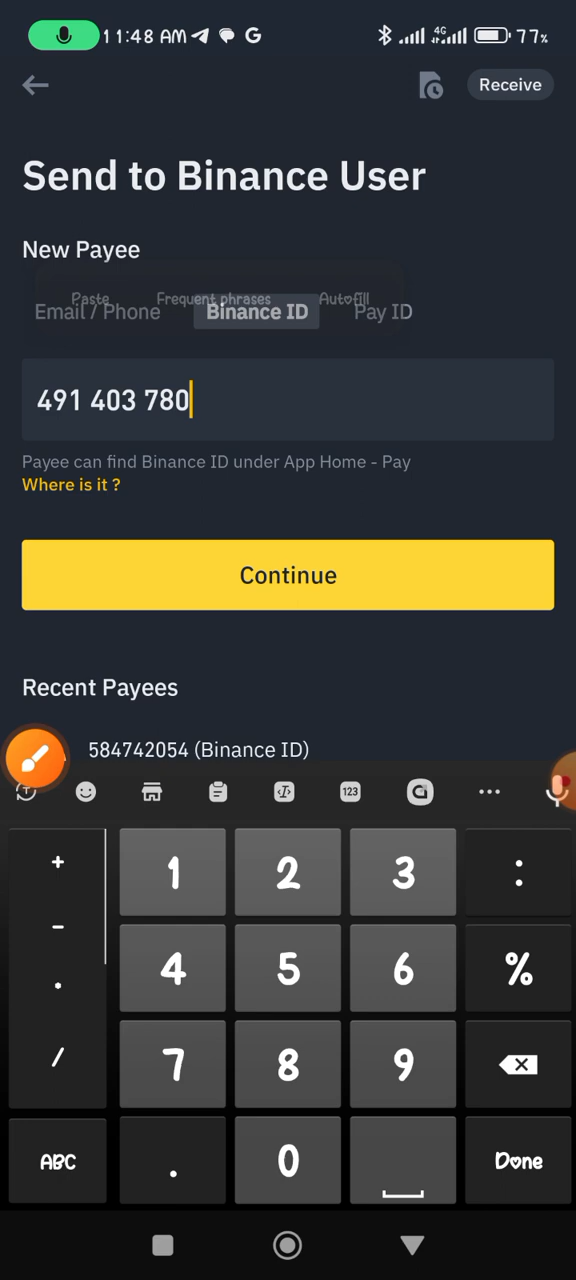 11:48 AM G 4G 77%
Receive
Send to Binance User
New Payee
Paste Frequent phrases Autofill
Email / Phone Binance ID Pay ID
491 403 780
Payee can find Binance ID under App Home - Pay
Where is it ?
Continue
Recent Payees
584742054 (Binance ID)
T 123
+ 1 2 3 :
- 4 5 6 %
.
/ 7 8 9
ABC . 0 Done